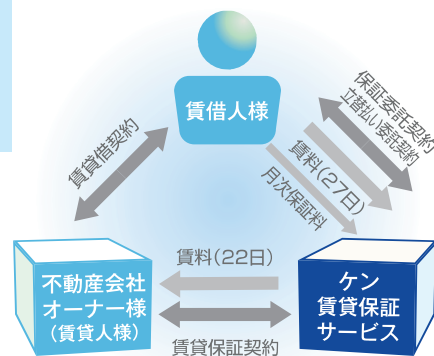 賃借人様
賃貸借契約
保証委託契約
立替払い委託契約
賃料(27日)
月次保証料
不動産会社
オーナー様
(賃貸人様)
賃料(22日)
賃貸保証契約
ケン
賃貸保証
サービス